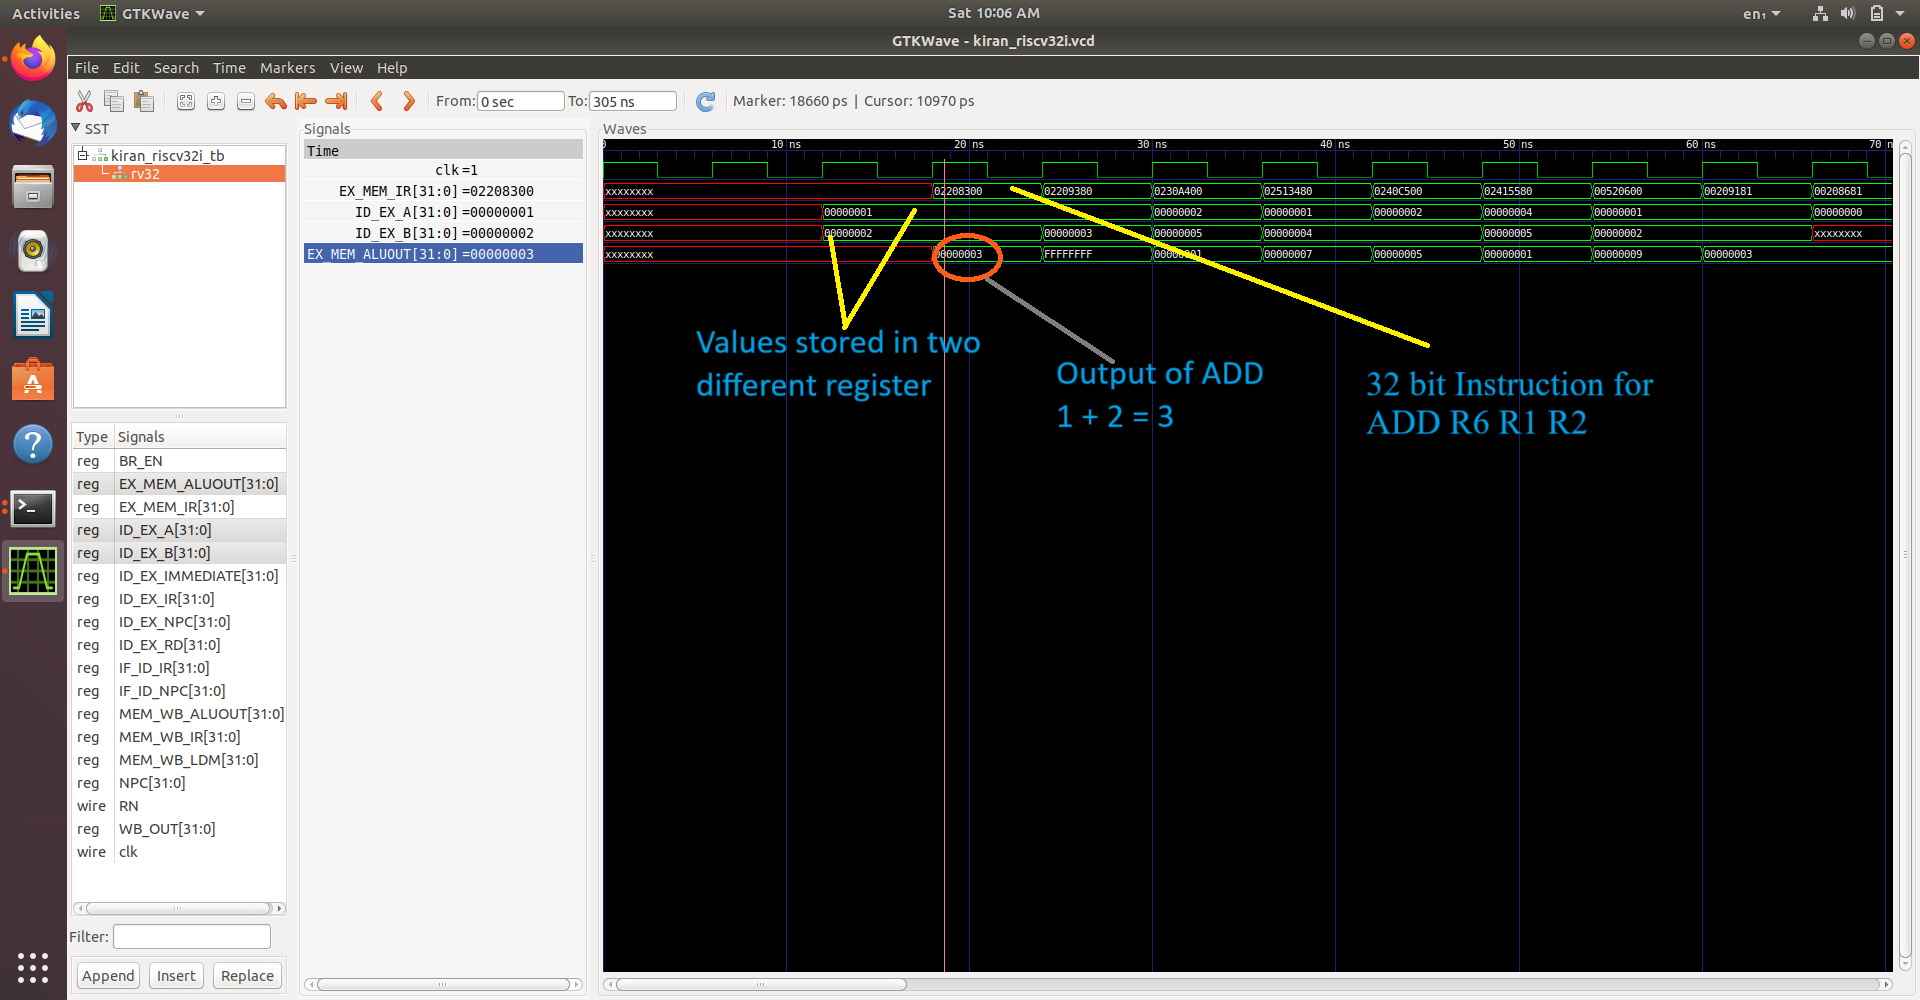 Activities GTKWave Sat 10:06 AM en₁
GTKWave - kiran_riscv32i.vcd
File Edit Search Time Markers View Help
From: 0 sec To: 305 ns Marker: 18660 ps | Cursor: 10970 ps
SST
kiran_riscv32i_tb
rv32
Type Signals
reg BR_EN
reg EX_MEM_ALUOUT[31:0]
reg EX_MEM_IR[31:0]
reg ID_EX_A[31:0]
reg ID_EX_B[31:0]
reg ID_EX_IMMEDIATE[31:0]
reg ID_EX_IR[31:0]
reg ID_EX_NPC[31:0]
reg ID_EX_RD[31:0]
reg IF_ID_IR[31:0]
reg IF_ID_NPC[31:0]
reg MEM_WB_ALUOUT[31:0]
reg MEM_WB_IR[31:0]
reg MEM_WB_LDM[31:0]
reg NPC[31:0]
wire RN
reg WB_OUT[31:0]
wire clk
Filter:
Append Insert Replace
Signals
Time
clk=1
EX_MEM_IR[31:0]=02208300
ID_EX_A[31:0]=00000001
ID_EX_B[31:0]=00000002
EX_MEM_ALUOUT[31:0]=00000003
Waves
0 10 ns 20 ns 30 ns 40 ns 50 ns 60 ns 70 n
xxxxxxxx 02208300 02209380 0230A400 02513480 0240C500 02415580 00520600 00209181 00208681
xxxxxxxx 00000001 00000002 00000001 00000002 00000004 00000001 00000000
xxxxxxxx 00000002 00000003 00000005 00000004 00000005 00000002 xxxxxxxx
xxxxxxxx 00000003 FFFFFFFF 00000001 00000007 00000005 00000001 00000009 00000003
Values stored in two
different register
Output of ADD
1 + 2 = 3
32 bit Instruction for
ADD R6 R1 R2